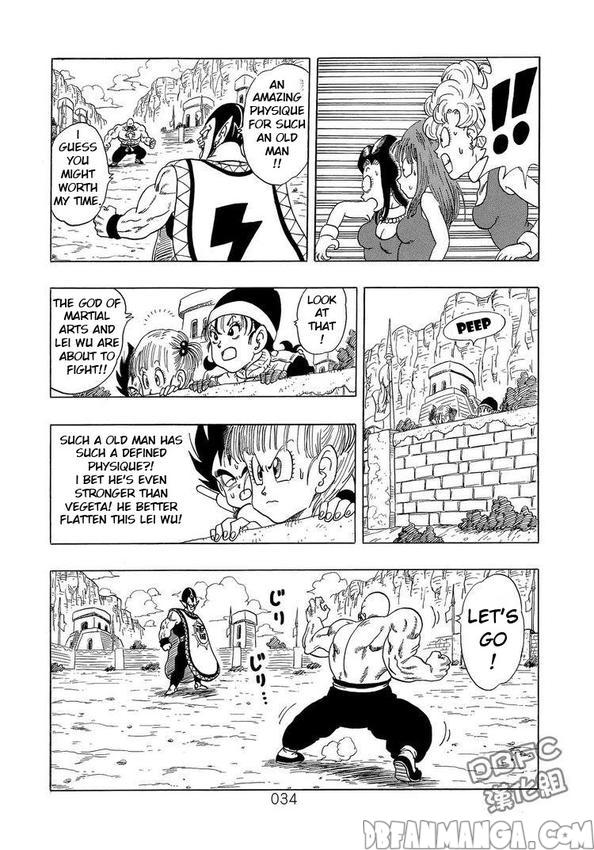 !!
AN
AMAZING
PHYSIQUE
FOR SUCH
AN OLD
MAN
!!
I
GUESS
YOU
MIGHT
WORTH
MY
TIME.
PEEP
LOOK
AT
THAT !
THE GOD OF
MARTIAL
ARTS AND
LEI WU ARE
ABOUT TO
FIGHT!!
SUCH A OLD MAN HAS
SUCH A DEFINED
PHYSIQUE?!
I BET HE'S EVEN
STRONGER THAN
VEGETA! HE BETTER
FLATTEN THIS LEI WU!
LET'S
GO
!
じり
じり…
DBFC
漢化组
034
DBFANMANGA.COM